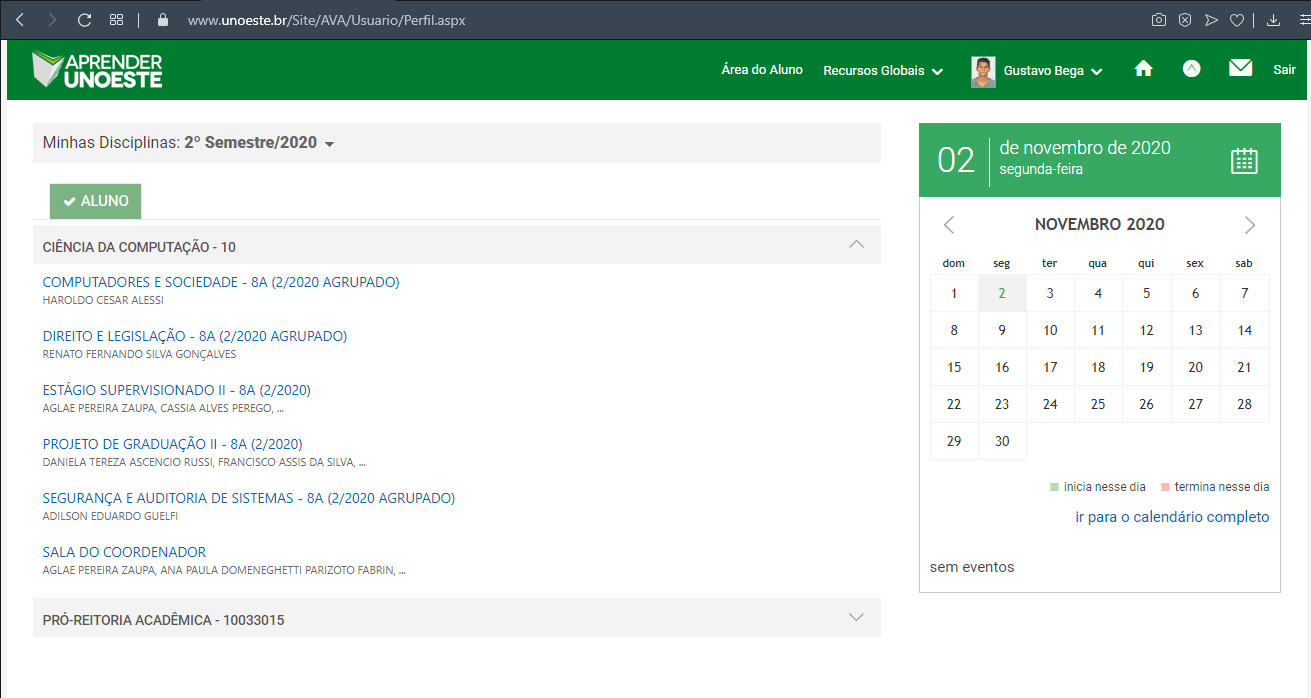 www.unoeste.br/Site/AVA/Usuario/Perfil.aspx
APRENDER
UNOESTE
Área do Aluno
Recursos Globais
Gustavo Bega
Sair
Minhas Disciplinas: 2º Semestre/2020
ALUNO
CIÊNCIA DA COMPUTAÇÃO - 10
COMPUTADORES E SOCIEDADE - 8A (2/2020 AGRUPADO)
HAROLDO CESAR ALESSI
DIREITO E LEGISLAÇÃO - 8A (2/2020 AGRUPADO)
RENATO FERNANDO SILVA GONÇALVES
ESTÁGIO SUPERVISIONADO II - 8A (2/2020)
AGLAE PEREIRA ZAUPA, CASSIA ALVES PEREGO, ...
PROJETO DE GRADUAÇÃO II - 8A (2/2020)
DANIELA TEREZA ASCENCIO RUSSI, FRANCISCO ASSIS DA SILVA, ...
SEGURANÇA E AUDITORIA DE SISTEMAS - 8A (2/2020 AGRUPADO)
ADILSON EDUARDO GUELFI
SALA DO COORDENADOR
AGLAE PEREIRA ZAUPA, ANA PAULA DOMENEGHETTI PARIZOTO FABRIN, ...
PRÓ-REITORIA ACADÊMICA - 10033015
02
de novembro de 2020
segunda-feira
NOVEMBRO 2020
dom seg ter qua qui sex sab
1 2 3 4 5 6 7
8 9 10 11 12 13 14
15 16 17 18 19 20 21
22 23 24 25 26 27 28
29 30
inicia nesse dia termina nesse dia
ir para o calendário completo
sem eventos